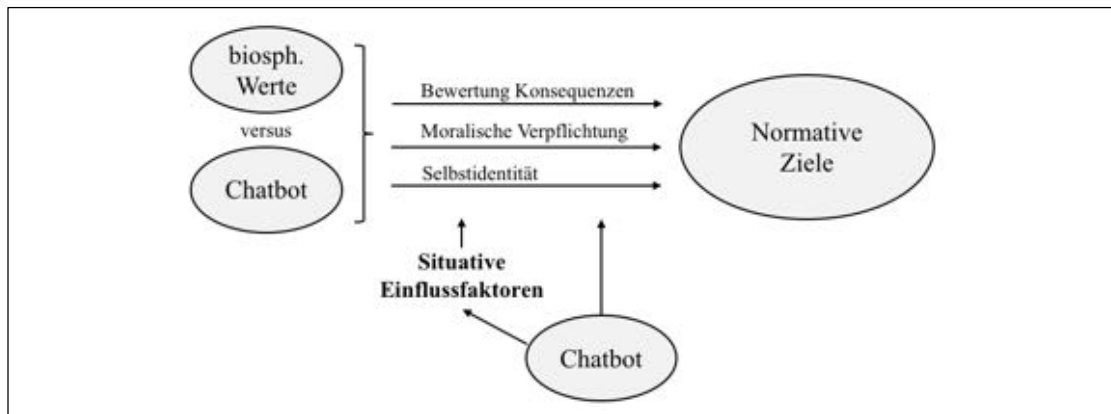 biosph.
Werte
versus
Chatbot
Bewertung Konsequenzen
Moralische Verpflichtung
Selbstidentität
Normative
Ziele
Situative
Einflussfaktoren
Chatbot